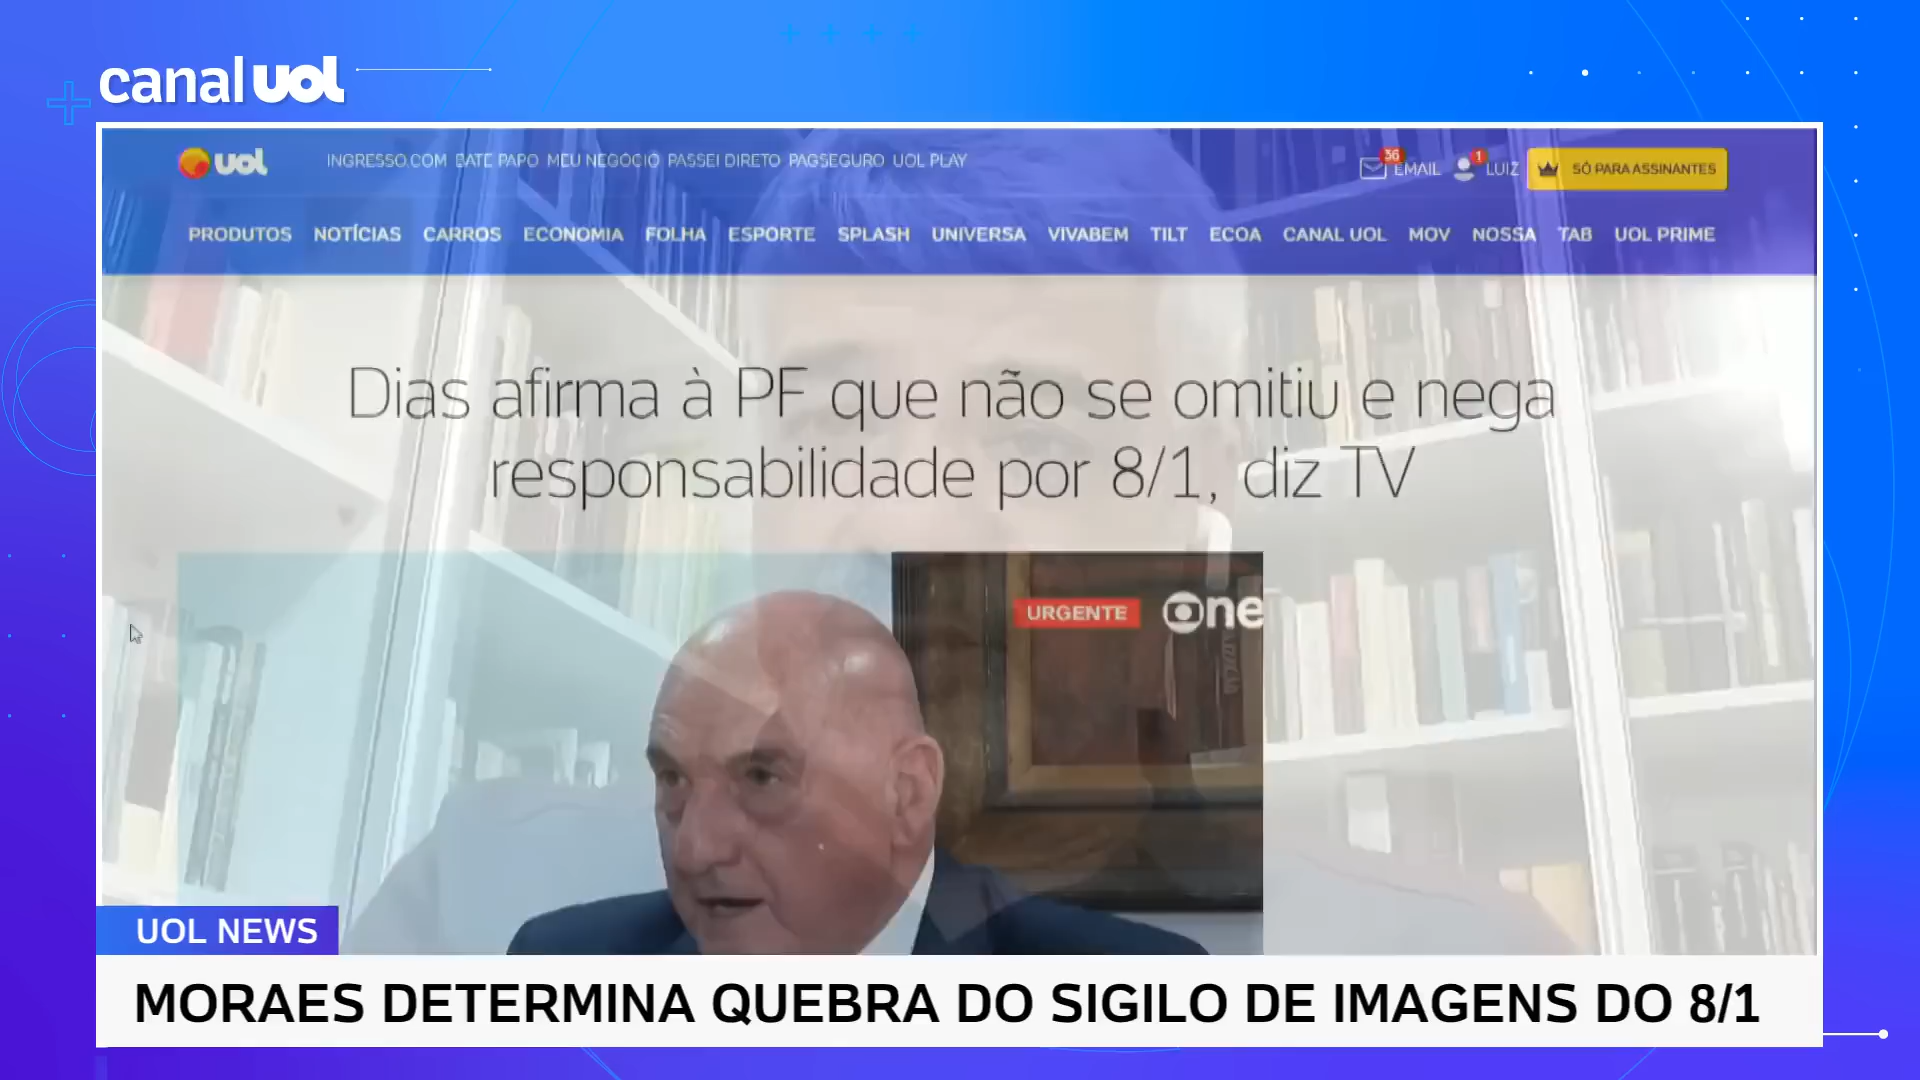 canal uol
uol INGRESSO.COM BATE PAPO MEU NEGÓCIO PASSEI DIRETO PAGSEGURO UOL PLAY 36 EMAIL 1 LUIZ SÓ PARA ASSINANTES
PRODUTOS NOTÍCIAS CARROS ECONOMIA FOLHA ESPORTE SPLASH UNIVERSA VIVABEM TILT ECOA CANAL UOL MOV NOSSA TAB UOL PRIME
Dias afirma à PF que não se omitiu e nega
responsabilidade por 8/1, diz TV
URGENTE ne
UOL NEWS
MORAES DETERMINA QUEBRA DO SIGILO DE IMAGENS DO 8/1